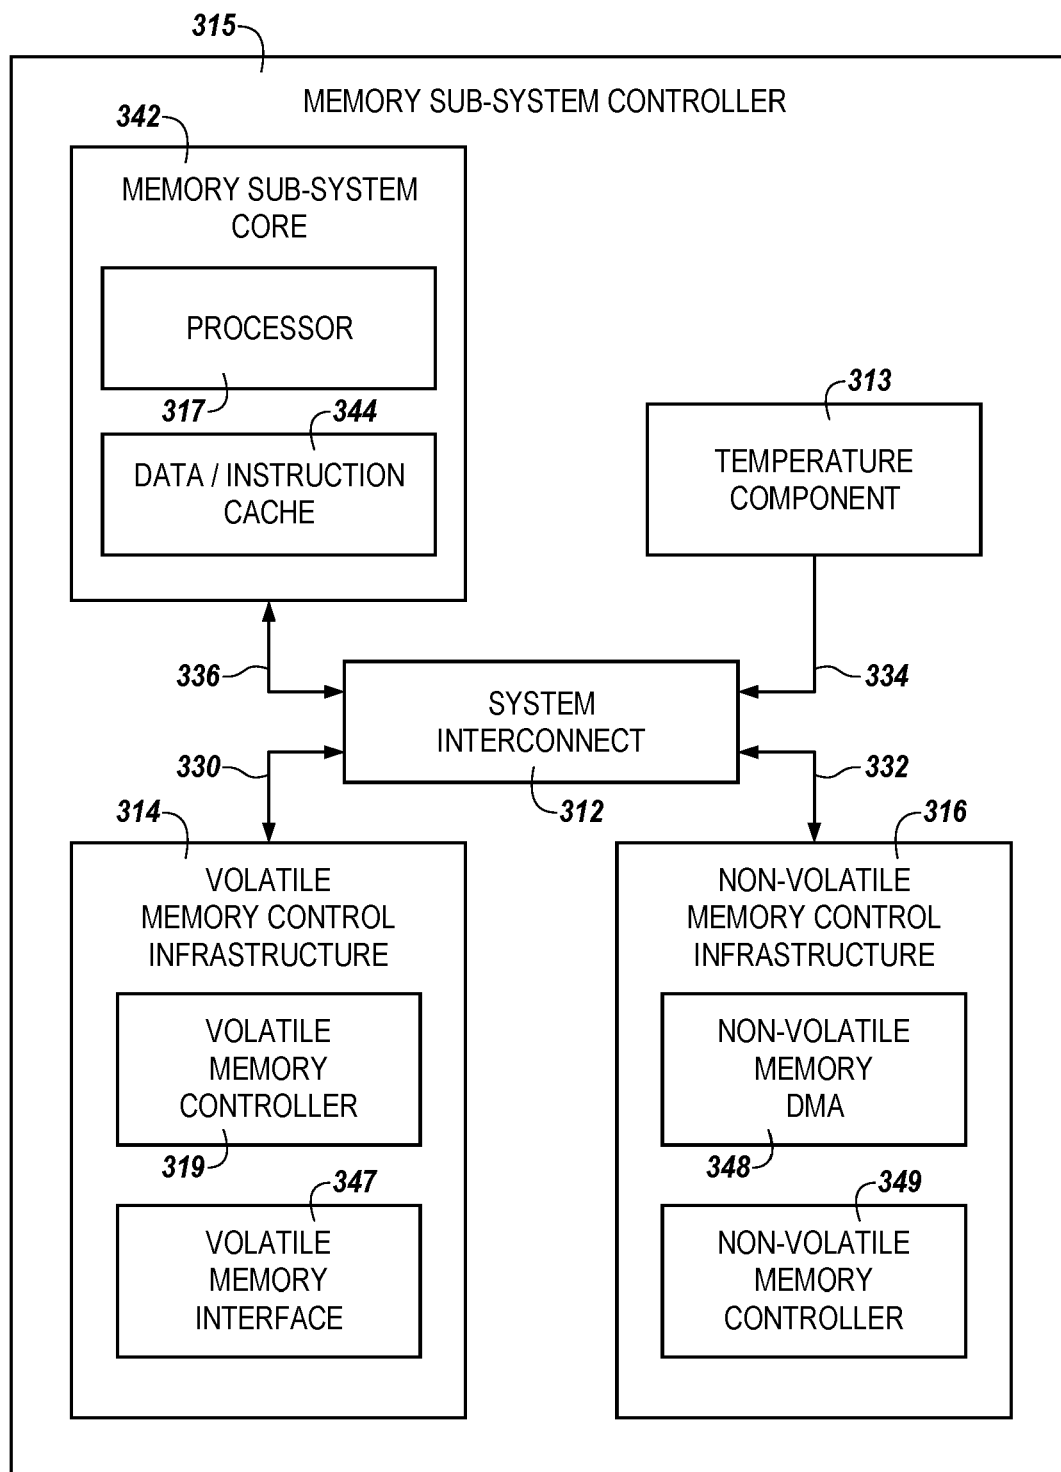 315
MEMORY SUB-SYSTEM CONTROLLER
342
MEMORY SUB-SYSTEM
CORE
PROCESSOR
317
344
DATA / INSTRUCTION
CACHE
313
TEMPERATURE
COMPONENT
336
334
SYSTEM
INTERCONNECT
330
332
312
314
VOLATILE
MEMORY CONTROL
INFRASTRUCTURE
VOLATILE
MEMORY
CONTROLLER
319
347
VOLATILE
MEMORY
INTERFACE
316
NON-VOLATILE
MEMORY CONTROL
INFRASTRUCTURE
NON-VOLATILE
MEMORY
DMA
348
349
NON-VOLATILE
MEMORY
CONTROLLER